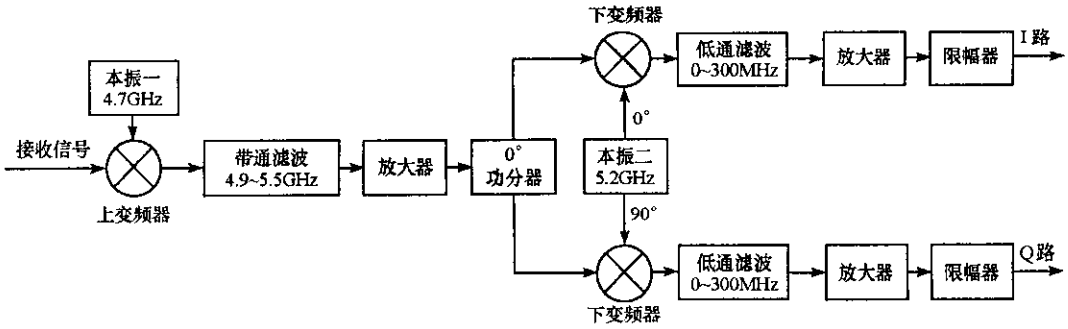 下变频器
本振一
4.7GHz
低通滤波
0~300MHz
放大器
限幅器
I 路
0°
接收信号
带通滤波
4.9~5.5GHz
放大器
0°
功分器
本振二
5.2GHz
上变频器
90°
低通滤波
0~300MHz
放大器
限幅器
Q 路
下变频器